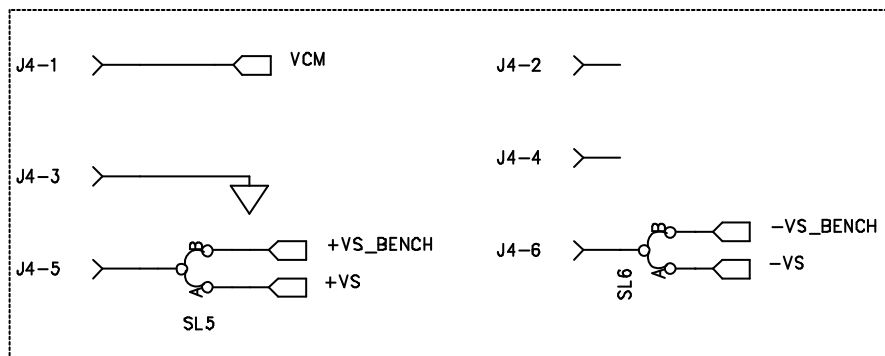 J4-1
VCM
J4-2
J4-3
J4-4
J4-5
B
+VS_BENCH
A
+VS
SL5
J4-6
B
-VS_BENCH
A
-VS
SL6